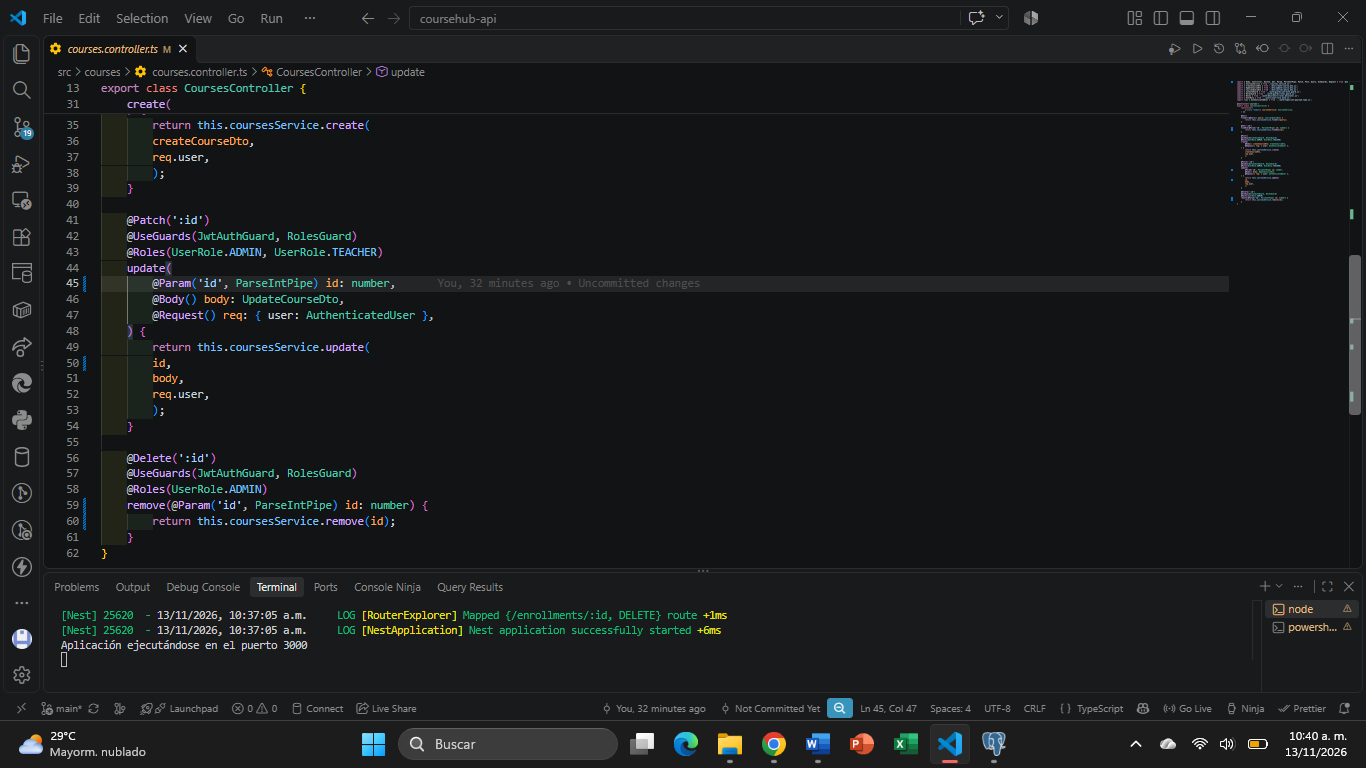 File Edit Selection View Go Run ··· coursehub-api
courses.controller.ts M
src > courses > courses.controller.ts > CoursesController > update
13 export class CoursesController {
31 create(
35 return this.coursesService.create(
36 createCourseDto,
37 req.user,
38 );
39 }
40
41 @Patch(':id')
42 @UseGuards(JwtAuthGuard, RolesGuard)
43 @Roles(UserRole.ADMIN, UserRole.TEACHER)
44 update(
45 @Param('id', ParseIntPipe) id: number, You, 32 minutes ago • Uncommitted changes
46 @Body() body: UpdateCourseDto,
47 @Request() req: { user: AuthenticatedUser },
48 ) {
49 return this.coursesService.update(
50 id,
51 body,
52 req.user,
53 );
54 }
55
56 @Delete(':id')
57 @UseGuards(JwtAuthGuard, RolesGuard)
58 @Roles(UserRole.ADMIN)
59 remove(@Param('id', ParseIntPipe) id: number) {
60 return this.coursesService.remove(id);
61 }
62 }
19
Problems Output Debug Console Terminal Ports Console Ninja Query Results
[Nest] 25620 - 13/11/2026, 10:37:05 a.m. LOG [RouterExplorer] Mapped {/enrollments/:id, DELETE} route +1ms
[Nest] 25620 - 13/11/2026, 10:37:05 a.m. LOG [NestApplication] Nest application successfully started +6ms
Aplicación ejecutándose en el puerto 3000
node
powersh...
main* Launchpad 0 0 Connect Live Share You, 32 minutes ago Not Committed Yet Ln 45, Col 47 Spaces: 4 UTF-8 CRLF { } TypeScript Go Live Ninja Prettier
29°C
Mayorm. nublado
Buscar
10:40 a. m.
13/11/2026